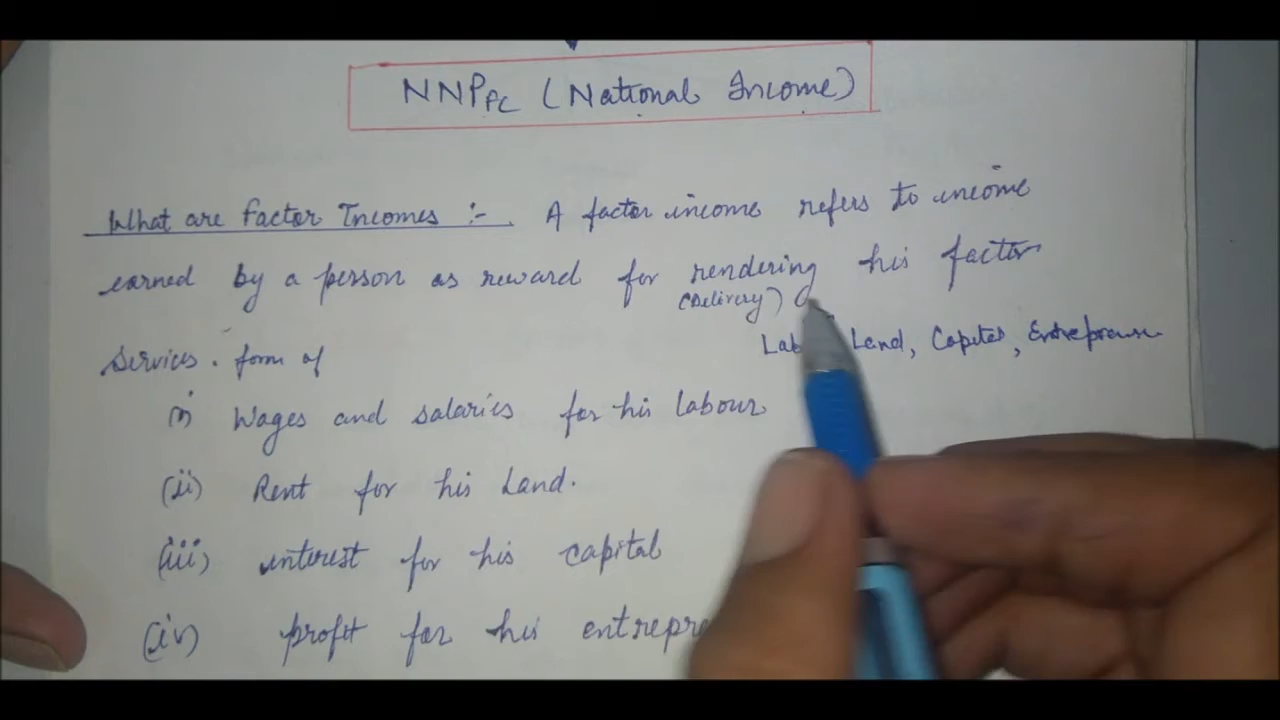 NNPFC (National Income)
What are Factor Incomes :- A factor income refers to income
earned by a person as reward for rendering his factor
(Delivery)
Land, Capital, Entrepreneur
Services. form of
(i) Wages and salaries for his labour
(ii) Rent for his Land.
(iii) interest for his capital
(iv) profit for his